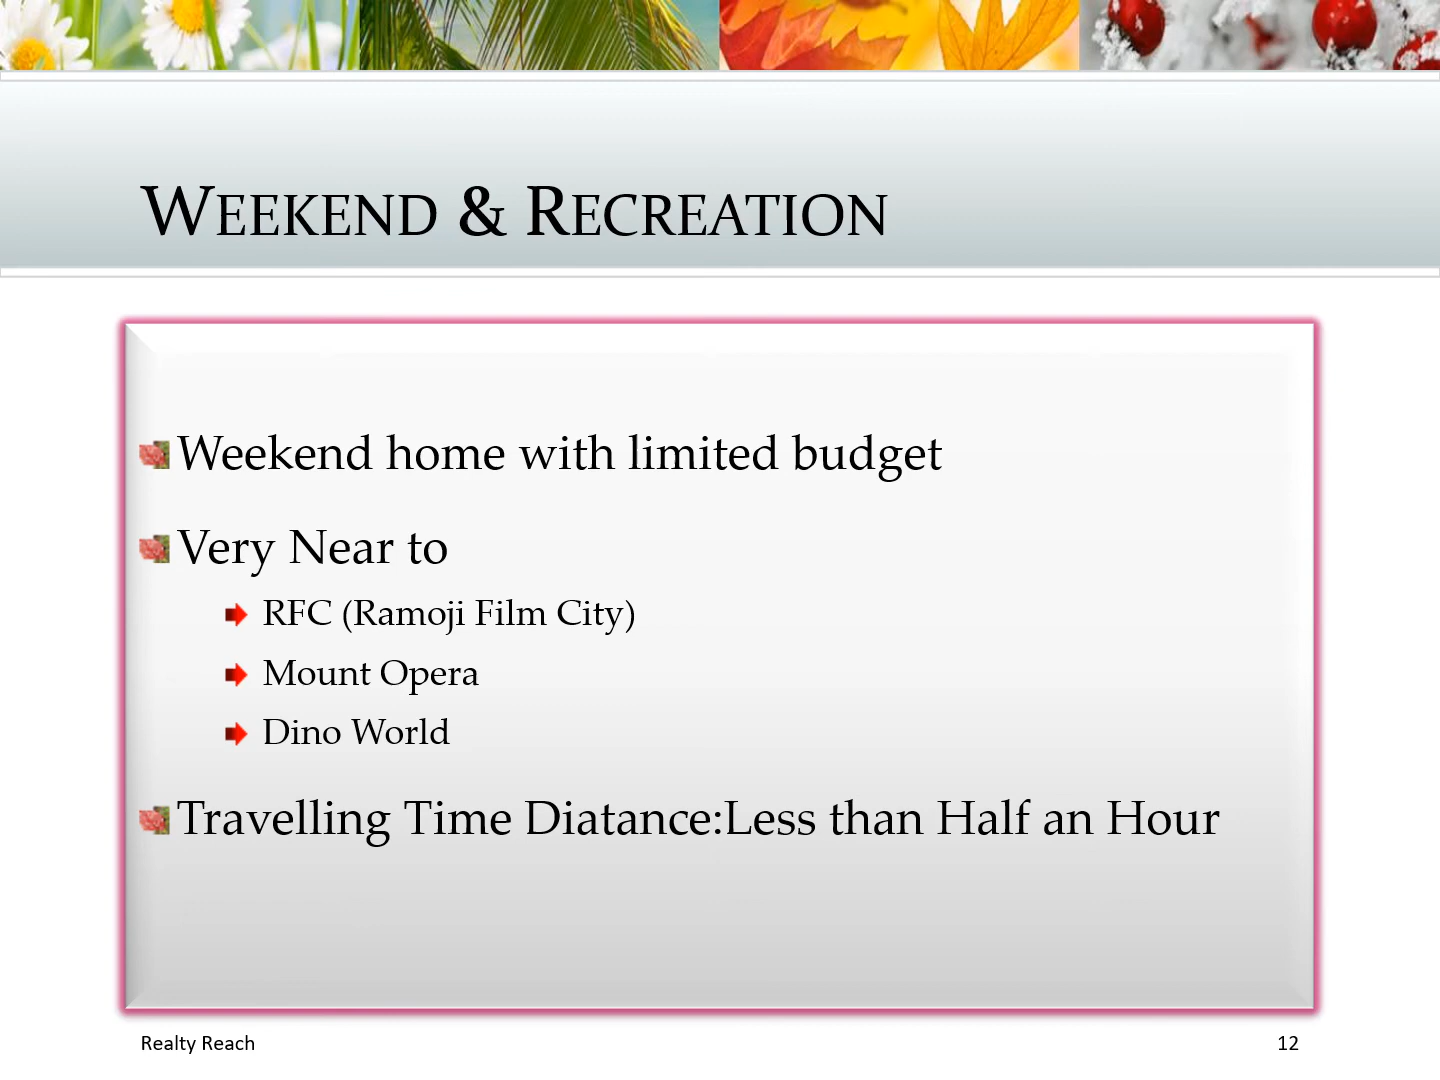 WEEKEND & RECREATION
Weekend home with limited budget
Very Near to
RFC (Ramoji Film City)
Mount Opera
Dino World
Travelling Time Diatance:Less than Half an Hour
Realty Reach
12